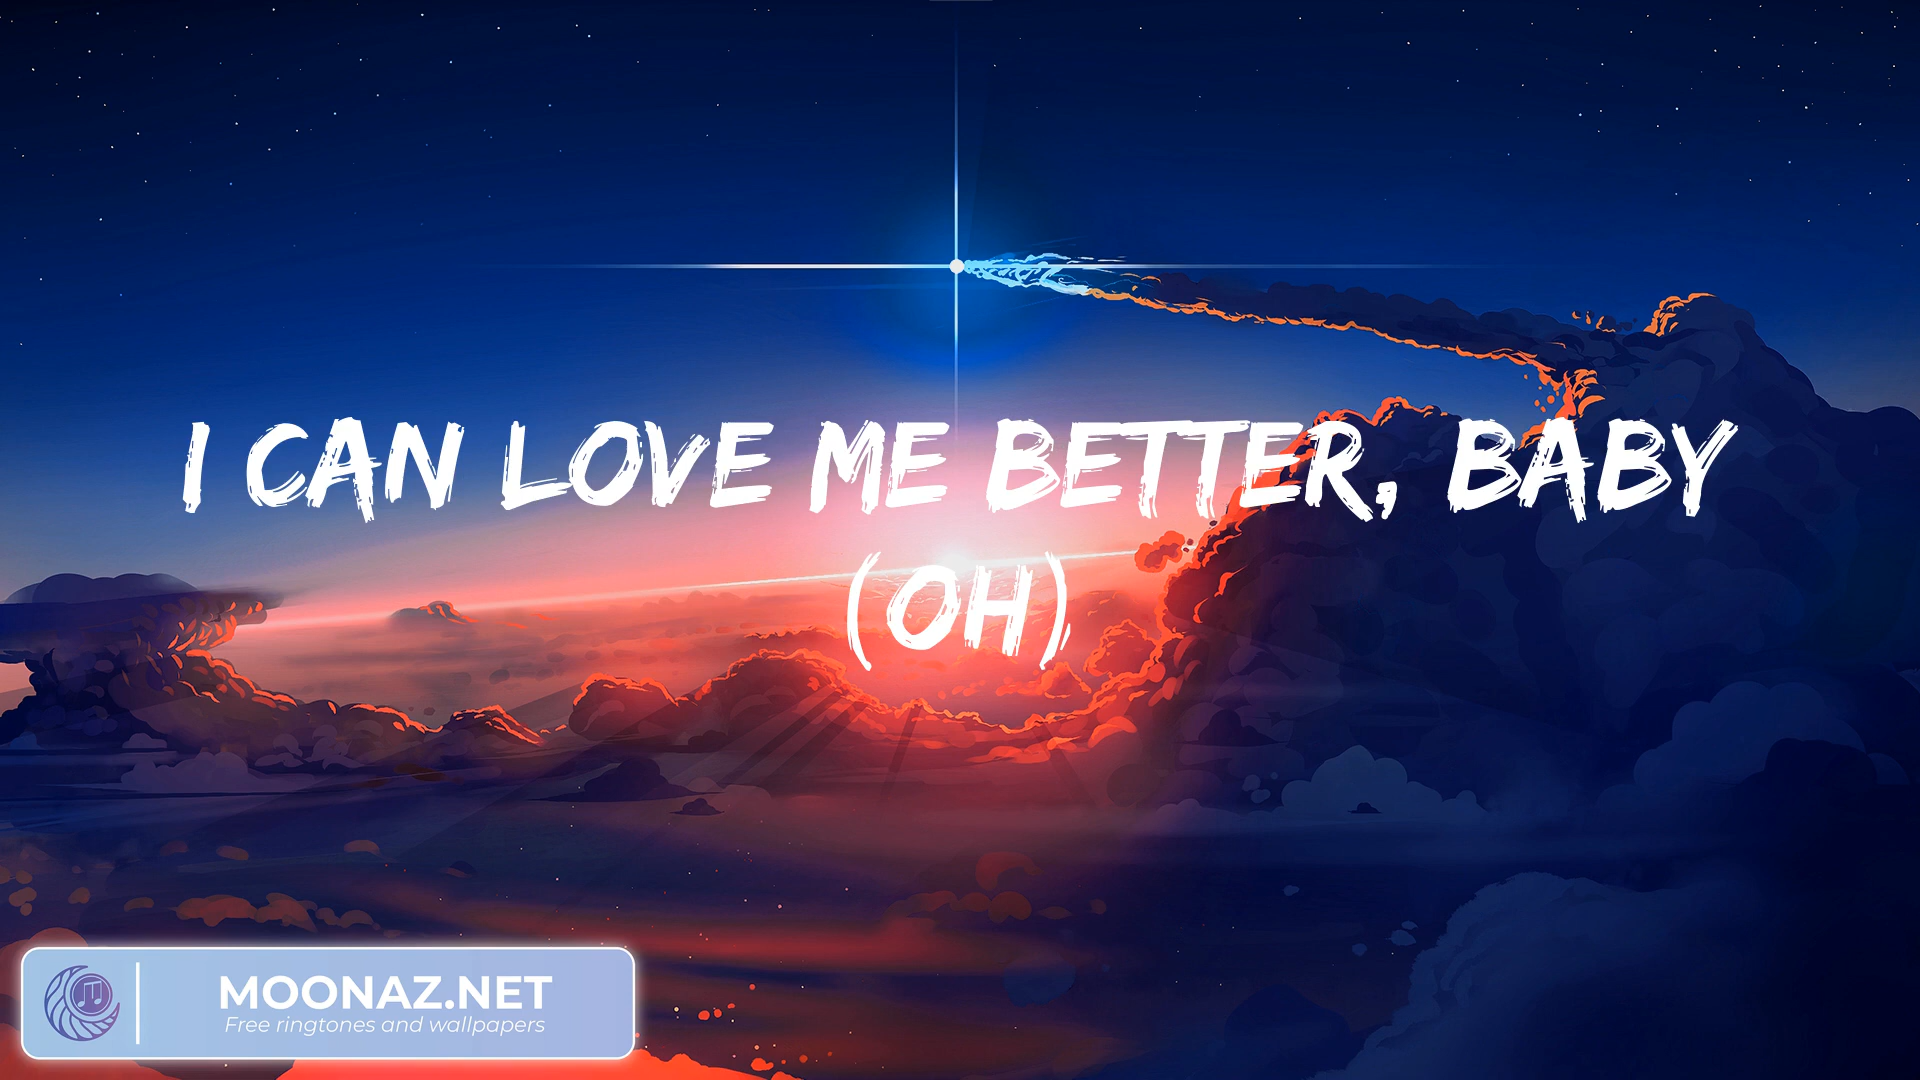 I CAN LOVE ME BETTER, BABY
(OH)
MOONAZ.NET
Free ringtones and wallpapers